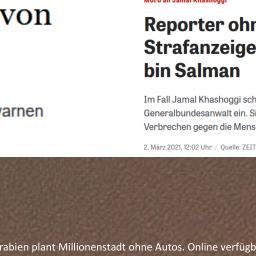 von
varnen
Mord an Jamal Khashoggi
Reporter ohn
Strafanzeige
bin Salman
Im Fall Jamal Khashoggi sch
Generalbundesanwalt ein. Si
Verbrechen gegen die Mens
2. März 2021, 12:02 Uhr / Quelle: ZEIT
rabien plant Millionenstadt ohne Autos. Online verfügb